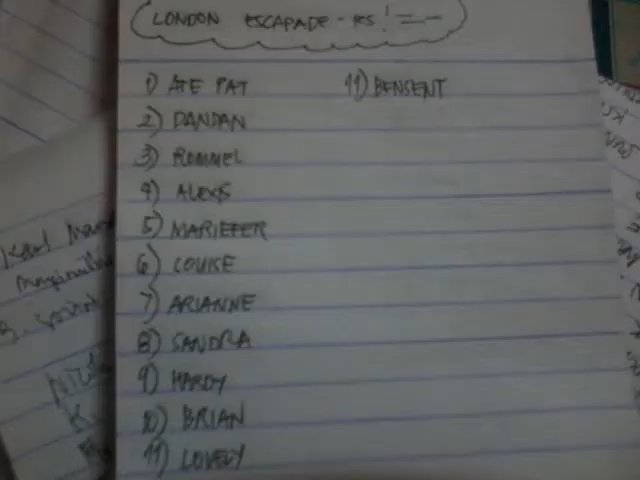 LONDON ESCAPADE - ERS! =-
1) ATE PAT
2) DANDAN
3) ROMMEL
4) ALEXIS
5) MARIEFER
6) LOUISE
7) ARIANNE
8) SANDRA
9) HARDY
10) BRIAN
11) LOVELY
11) BENSENT